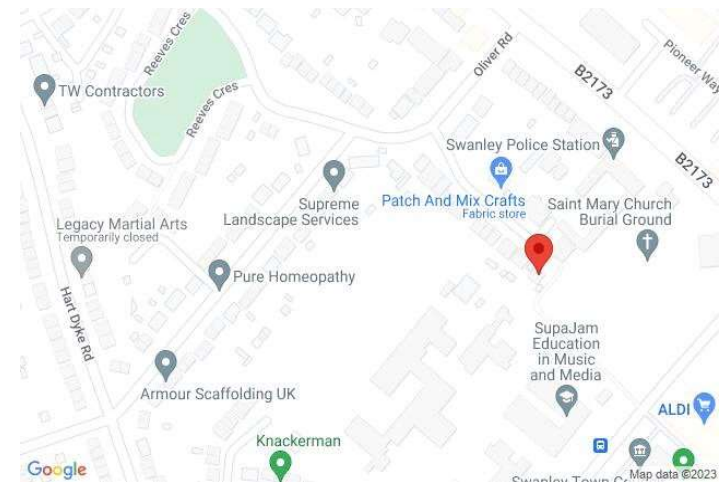 Reeves Cres
Oliver Rd
Pioneer Way
TW Contractors
B2173
Reeves Cres
Swanley Police Station
B2173
Supreme
Landscape Services
Patch And Mix Crafts
Fabric store
Saint Mary Church
Burial Ground
Legacy Martial Arts
Temporarily closed
Pure Homeopathy
Hart Dyke Rd
SupaJam
Education
in Music
and Media
Armour Scaffolding UK
ALDI
Knackerman
Google
Swanley Town
Map data ©2023